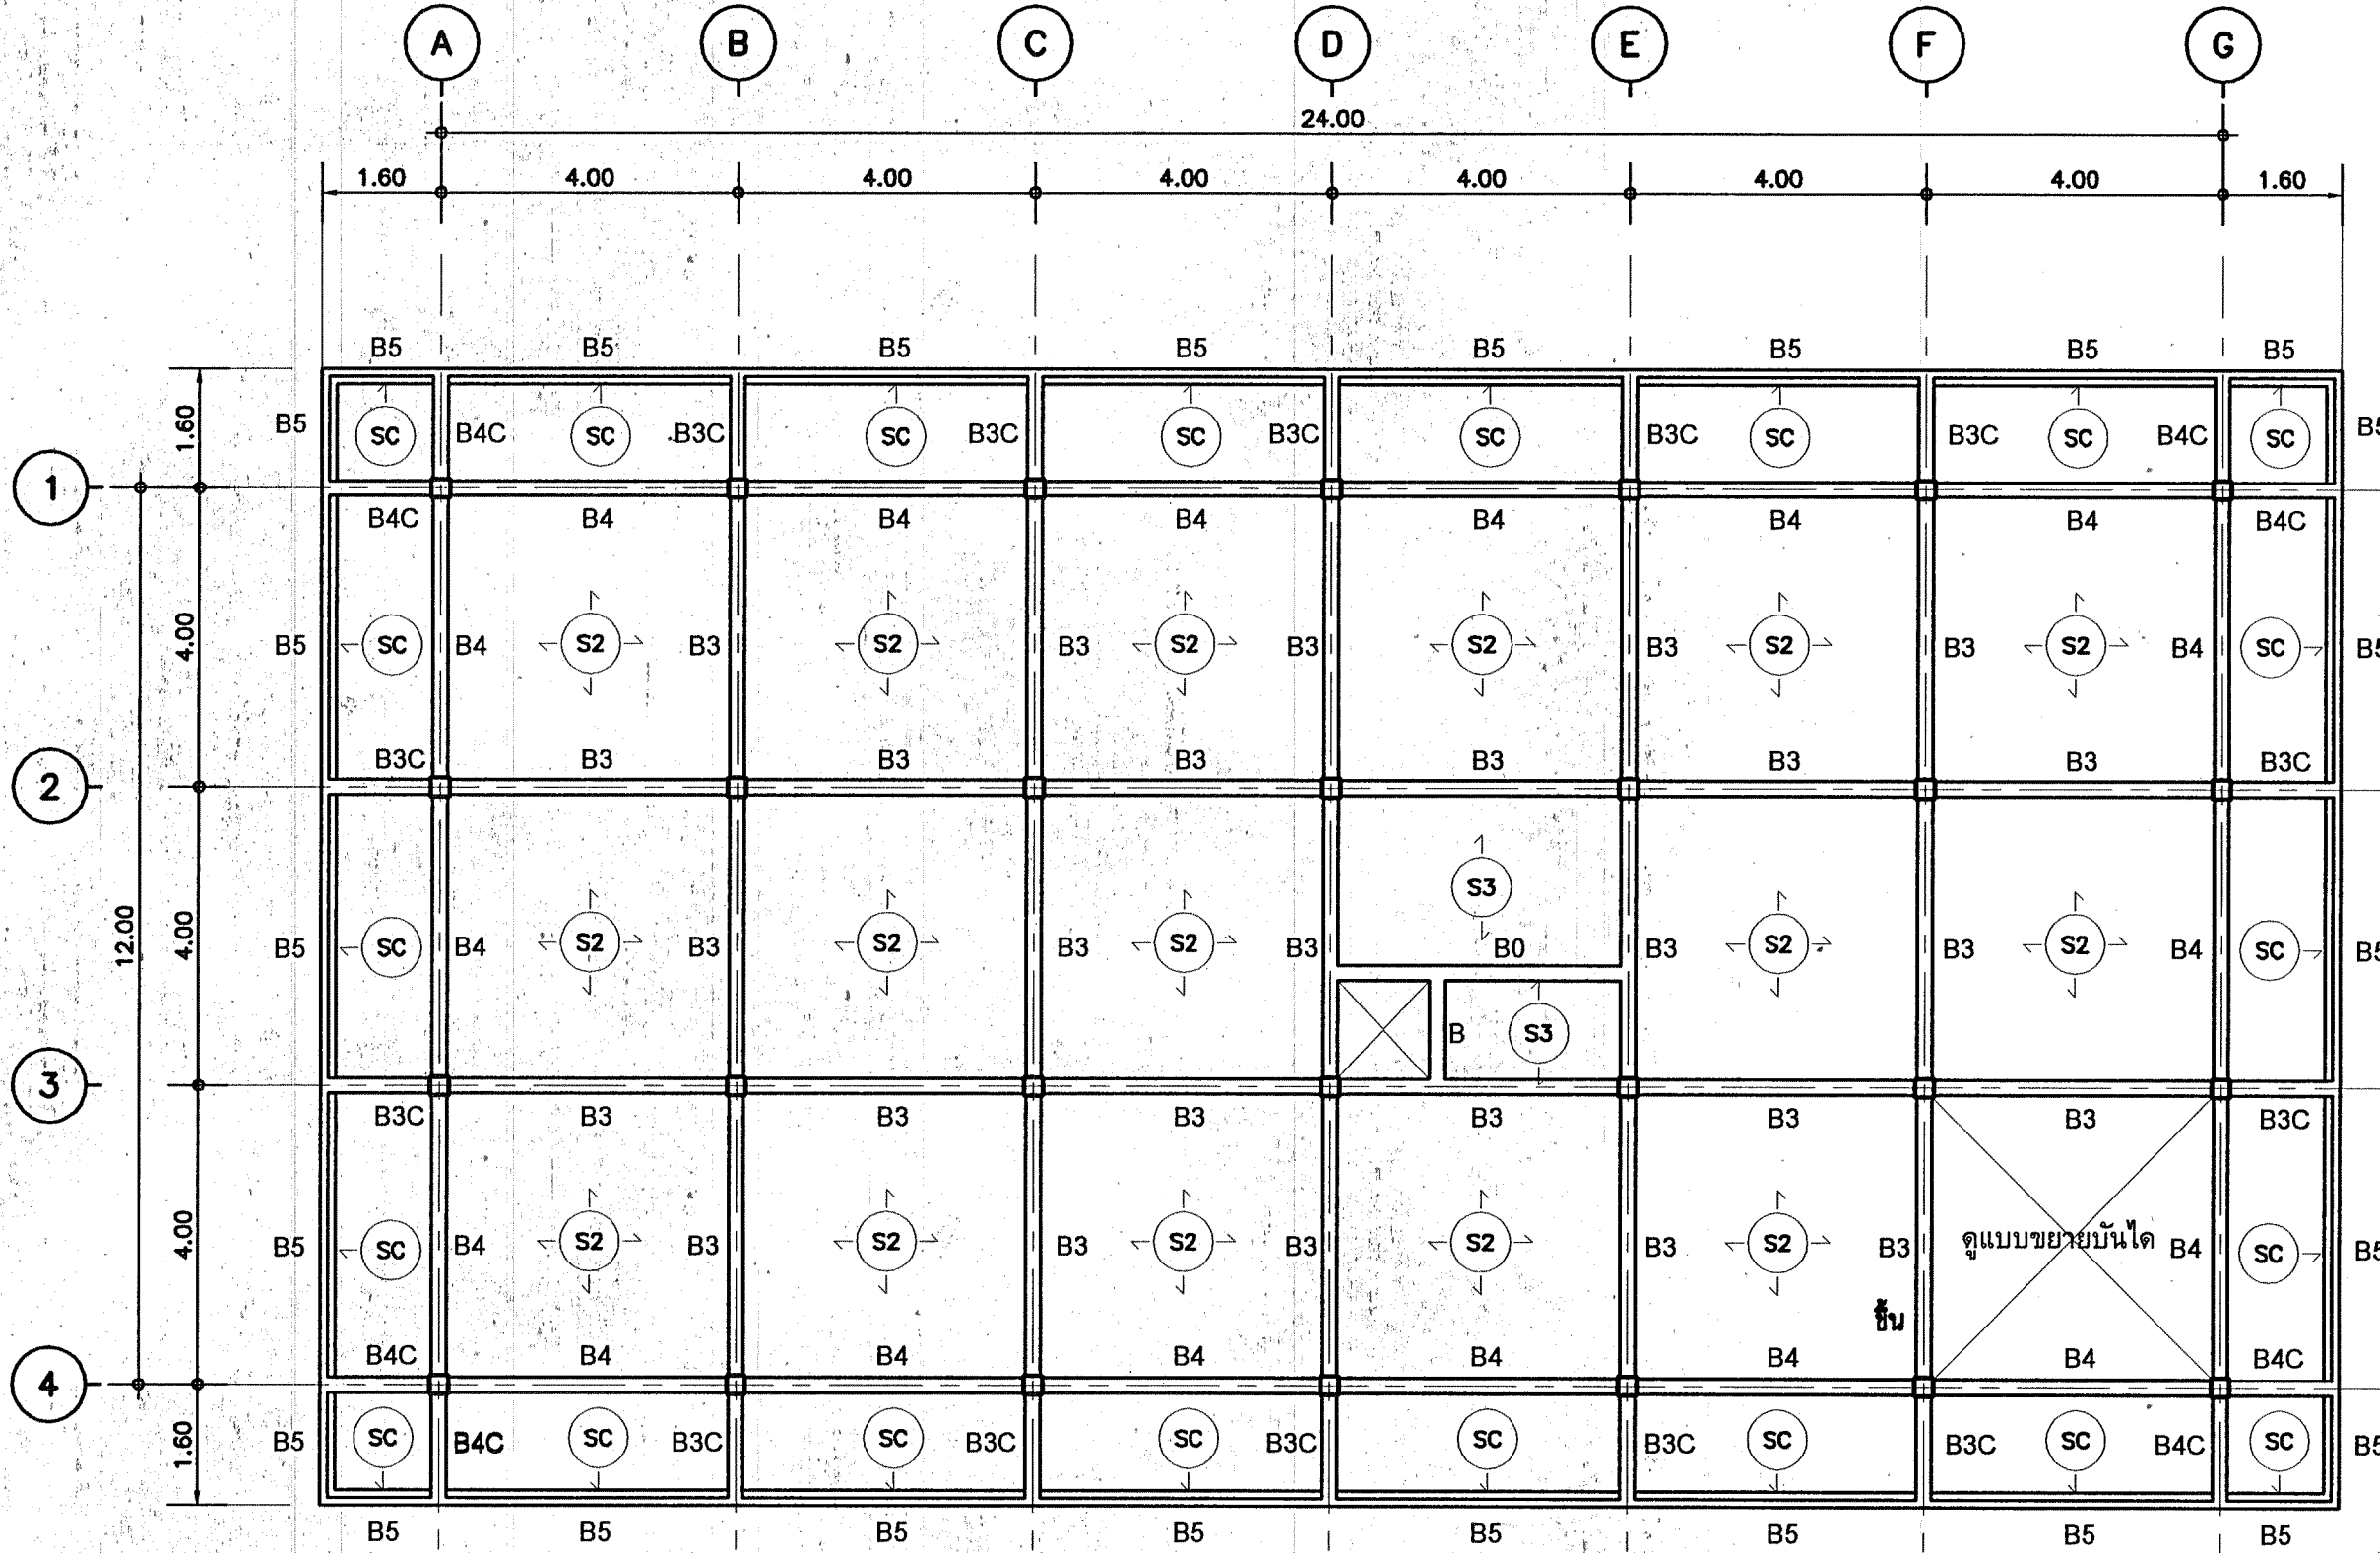 A B C D E F G
24.00
1.60 4.00 4.00 4.00 4.00 4.00 4.00 1.60
B5 B5 B5 B5 B5 B5 B5 B5
1.60
B5 SC B4C SC B3C SC B3C SC B3C SC B3C SC B3C SC B4C SC B5
1
B4C B4 B4 B4 B4 B4 B4 B4C
4.00
B5 SC B4 S2 B3 S2 B3 S2 B3 S2 B3 S2 B3 S2 B4 SC B5
B3C B3 B3 B3 B3 B3 B3 B3C
2
S3
12.00
4.00
B5 SC B4 S2 B3 S2 B3 S2 B3 B0 B3 S2 B3 S2 B4 SC B5
B S3
3
B3C B3 B3 B3 B3 B3 B3 B3C
4.00
B5 SC B4 S2 B3 S2 B3 S2 B3 S2 B3 S2 B3 ดูแบบขยายบันได B4 SC B5
ขึ้น
B4C B4 B4 B4 B4 B4 B4 B4C
4
1.60
B5 SC B4C SC B3C SC B3C SC B3C SC B3C SC B3C SC B4C SC B5
B5 B5 B5 B5 B5 B5 B5 B5